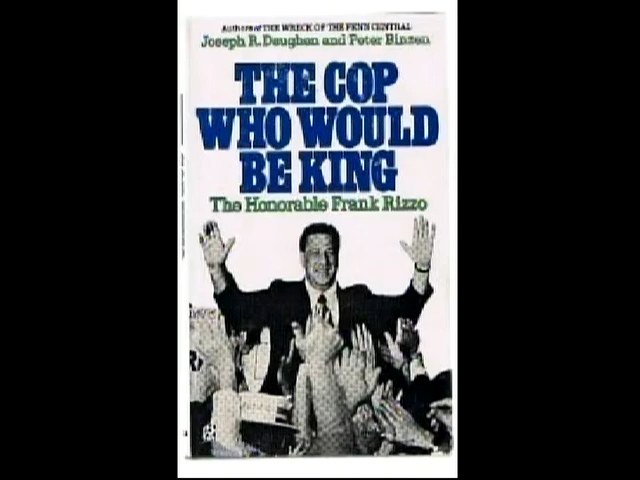 Authors of THE WRECK OF THE PENN CENTRAL
Joseph R. Daughen and Peter Binzen
THE COP
WHO WOULD
BE KING
The Honorable Frank Rizzo